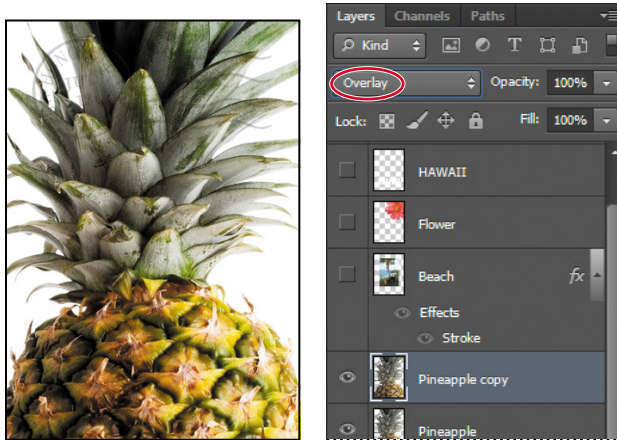 Layers Channels Paths
Kind
Overlay Opacity: 100%
Lock: Fill: 100%
HAWAII
Flower
Beach fx
Effects
Stroke
Pineapple copy
Pineapple